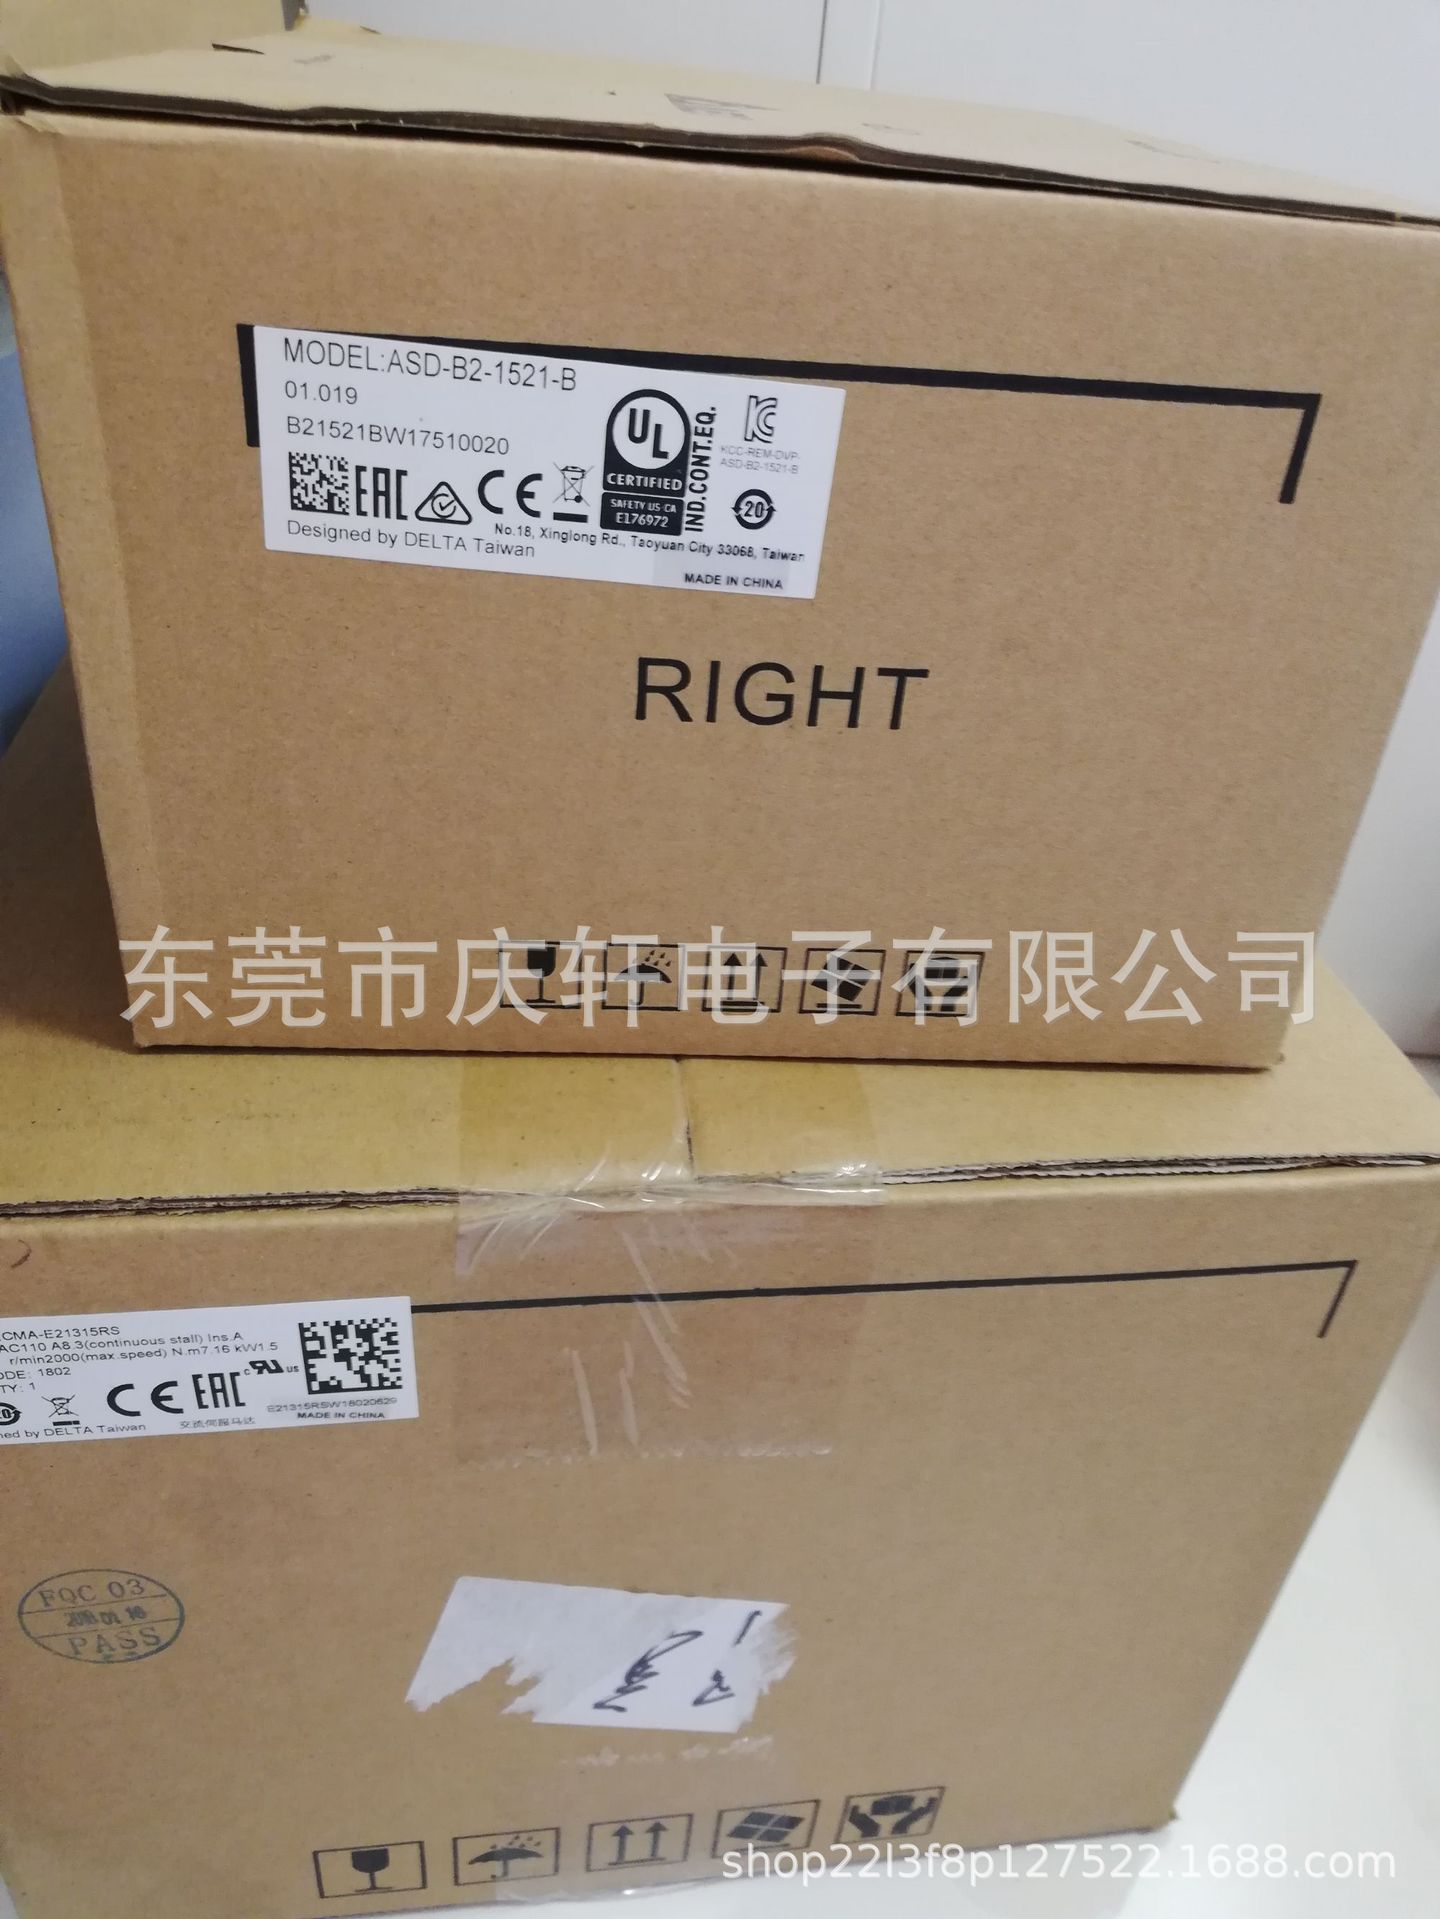 MODEL:ASD-B2-1521-B
01.019
B21521BW17510020
EAC
CE
UL
CERTIFIED
SAFETY US CA
E176972
IND.CONT.EQ.
KC
KCC-REM-DVP-
ASD-B2-1521-B
20
Designed by DELTA Taiwan
No.18, Xinglong Rd., Taoyuan City 33068, Taiwan
MADE IN CHINA
RIGHT
东莞市庆轩电子有限公司
CMA-E21315RS
AC110 A8.3(continuous stall) Ins.A
r/min2000(max.speed) N.m7.16 kW1.5
ODE: 1802
TY: 1
CE EAC c US
E21315RSW18020629
MADE IN CHINA
ned by DELTA Taiwan
交流伺服马达
FQC 03
PASS
shop22l3f8p127522.1688.com